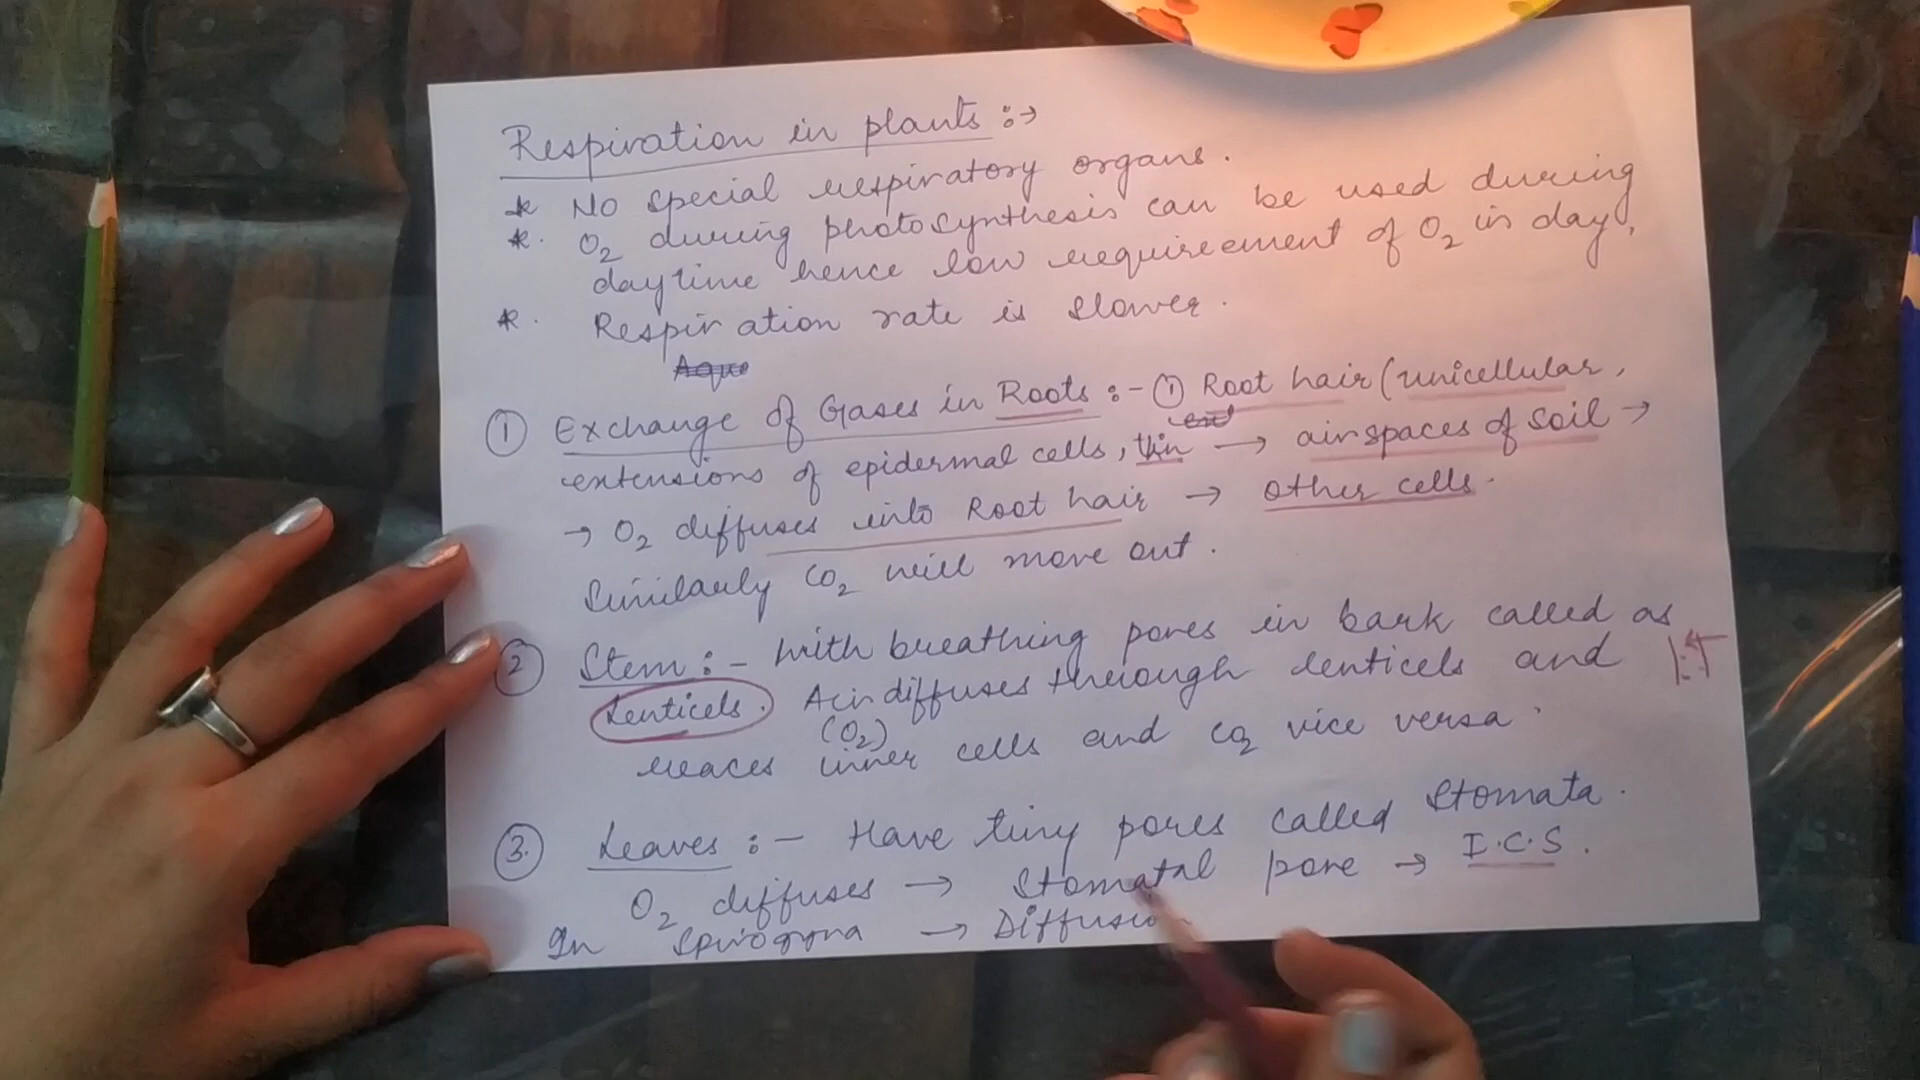 Respiration in plants :→
* No special respiratory organs.
*. O2 during photosynthesis can be used during
daytime hence low requirement of O2 in day,
*. Respiration rate is slower.
Aque
① Exchange of Gases in Roots :- ① Root hair (unicellular,
extensions of epidermal cells, thin → airspaces of soil →
→ O2 diffuses into Root hair → other cells.
Similarly CO2 will move out.
② Stem :- With breathing pores in bark called as
Lenticels. Air diffuses through lenticels and
(O2)
reaces inner cells and CO2 vice versa.
③. Leaves :- Have tiny pores called Stomata.
O2 diffuses → Stomatal pore → I.C.S.
In Spirogyra → Diffusion